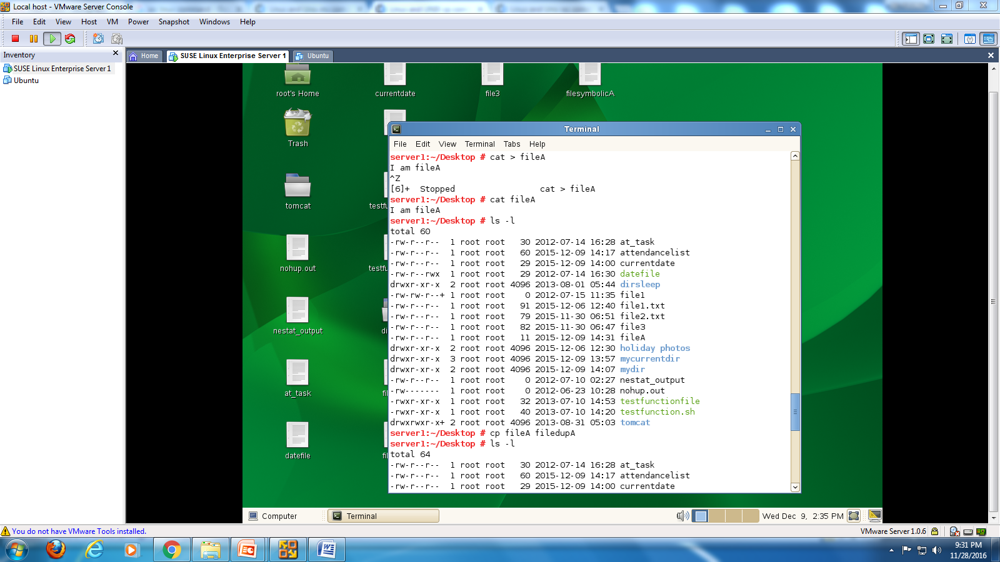 Local host - VMware Server Console
File Edit View Host VM Power Snapshot Windows Help
Inventory
SUSE Linux Enterprise Server 1
Ubuntu
Home
SUSE Linux Enterprise Server 1
Ubuntu
root's Home
currentdate
file3
filesymbolicA
Trash
tomcat
testfu
nohup.out
testfu
nestat_output
di
at_task
fil
datefile
fil
Terminal
File Edit View Terminal Tabs Help
server1:~/Desktop # cat > fileA
I am fileA
^Z
[6]+  Stopped                 cat > fileA
server1:~/Desktop # cat fileA
I am fileA
server1:~/Desktop # ls -l
total 60
-rw-r--r--  1 root root   30 2012-07-14 16:28 at_task
-rw-r--r--  1 root root   60 2015-12-09 14:17 attendancelist
-rw-r--r--  1 root root   29 2015-12-09 14:00 currentdate
-rw-r--rwx  1 root root   29 2012-07-14 16:30 datefile
drwxr-xr-x  2 root root 4096 2013-08-01 05:44 dirsleep
-rw-rw-r--+ 1 root root    0 2012-07-15 11:35 file1
-rw-r--r--  1 root root   91 2015-12-06 12:40 file1.txt
-rw-r--r--  1 root root   79 2015-11-30 06:51 file2.txt
-rw-r--r--  1 root root   82 2015-11-30 06:47 file3
-rw-r--r--  1 root root   11 2015-12-09 14:31 fileA
drwxr-xr-x  2 root root 4096 2015-12-06 12:30 holiday photos
drwxr-xr-x  3 root root 4096 2015-12-09 13:57 mycurrentdir
drwxr-xr-x  2 root root 4096 2015-12-09 14:07 mydir
-rw-r--r--  1 root root    0 2012-07-10 02:27 nestat_output
-rw-------  1 root root    0 2012-06-23 10:28 nohup.out
-rwxr-xr-x  1 root root   32 2013-07-10 14:53 testfunctionfile
-rwxr-xr-x  1 root root   40 2013-07-10 14:20 testfunction.sh
drwxrwxr-x+ 2 root root 4096 2013-08-31 05:03 tomcat
server1:~/Desktop # cp fileA filedupA
server1:~/Desktop # ls -l
total 64
-rw-r--r--  1 root root   30 2012-07-14 16:28 at_task
-rw-r--r--  1 root root   60 2015-12-09 14:17 attendancelist
-rw-r--r--  1 root root   29 2015-12-09 14:00 currentdate
Computer
Terminal
Wed Dec  9,  2:35 PM
You do not have VMware Tools installed.
VMware Server 1.0.6
9:31 PM
11/28/2016